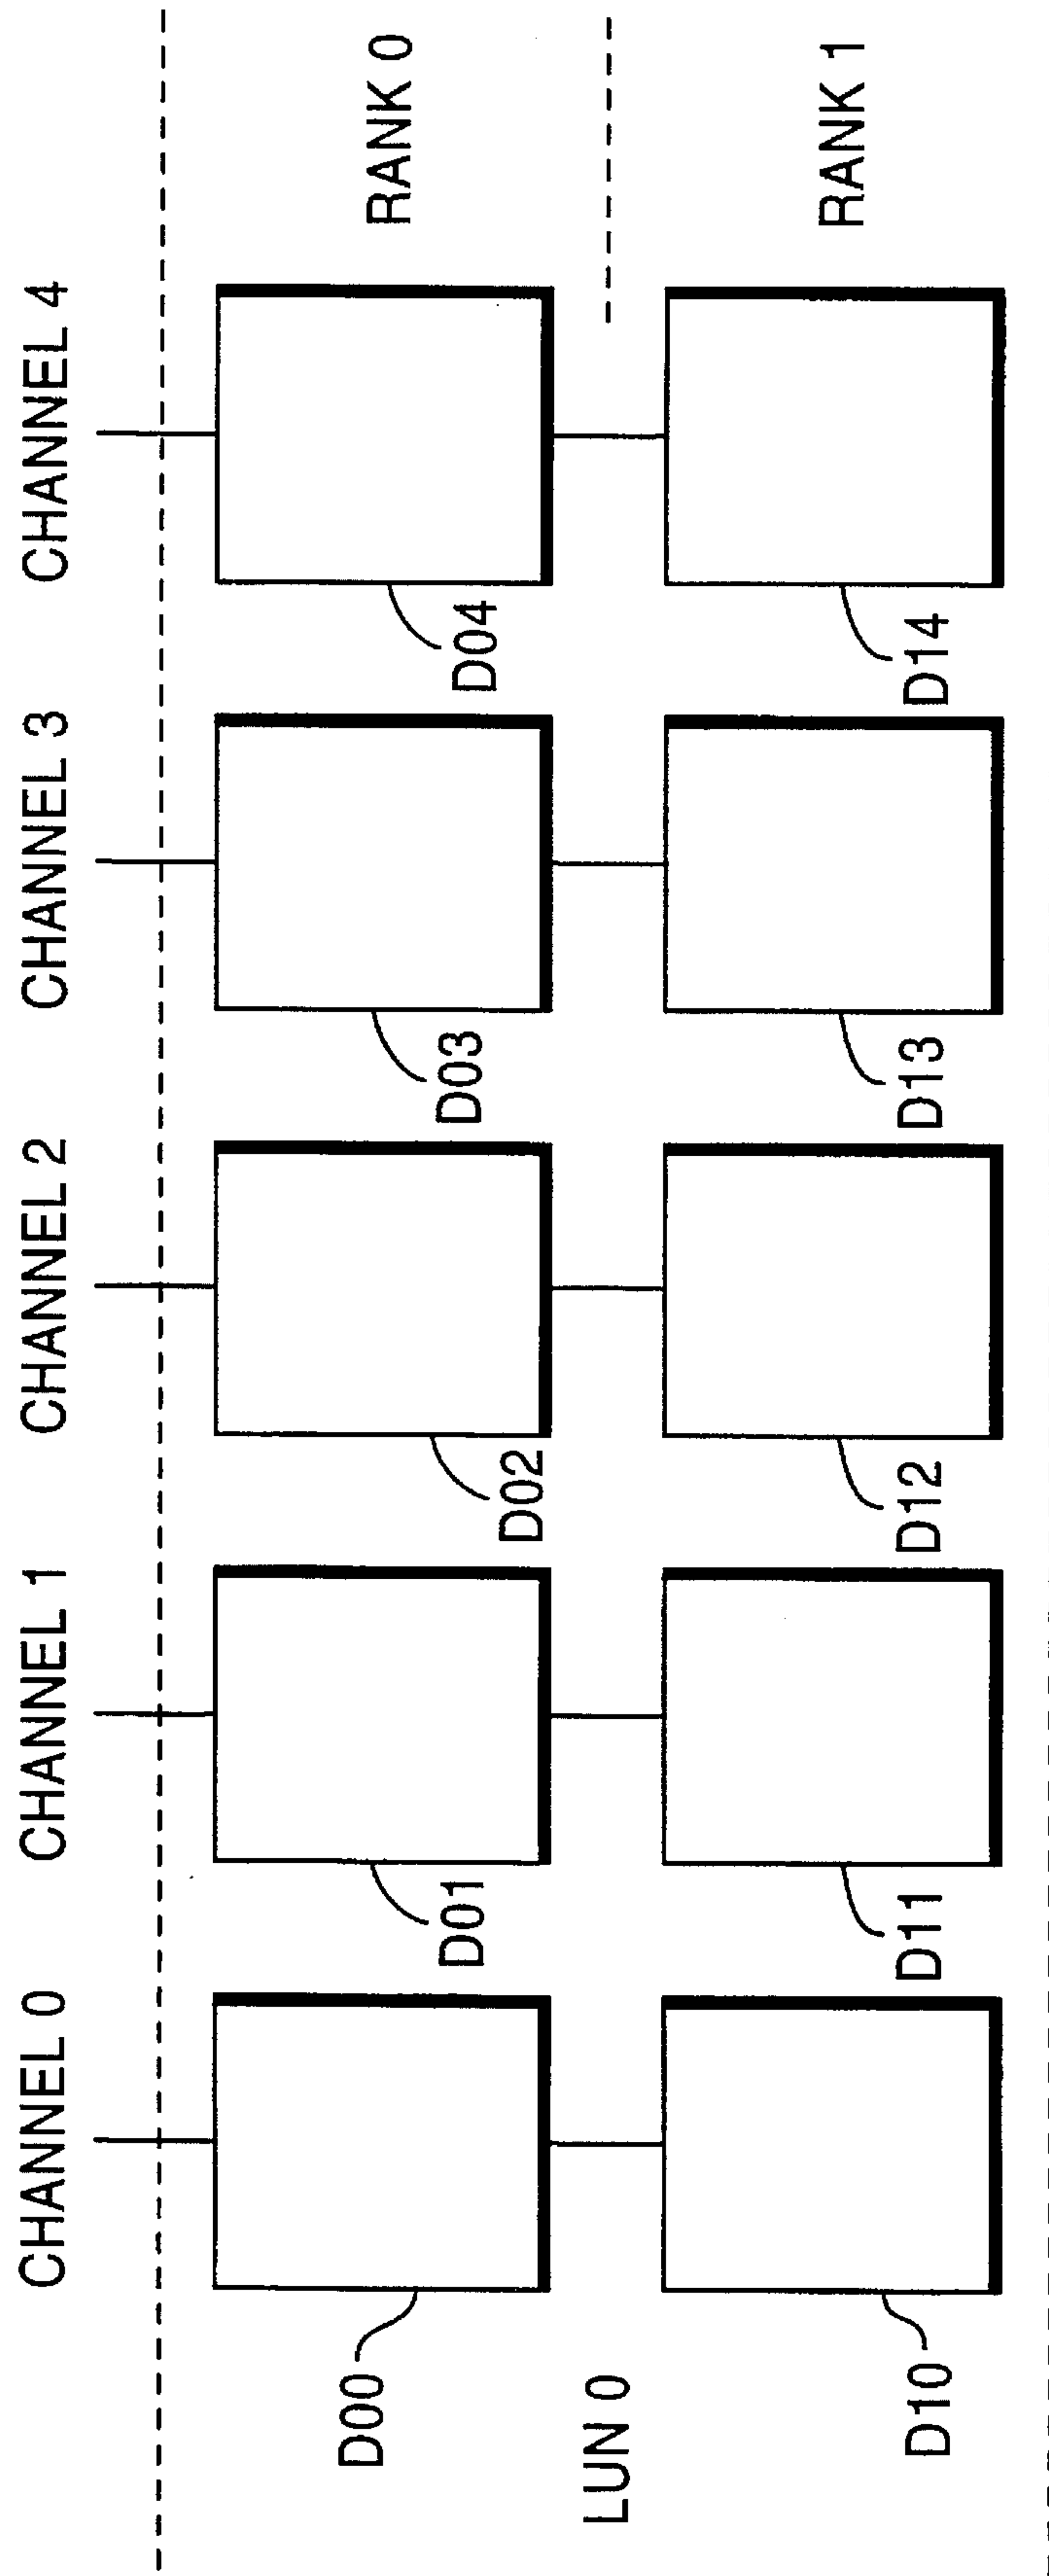 CHANNEL 0
CHANNEL 1
CHANNEL 2
CHANNEL 3
CHANNEL 4
D00
D01
D02
D03
D04
RANK 0
LUN 0
D10
D11
D12
D13
D14
RANK 1